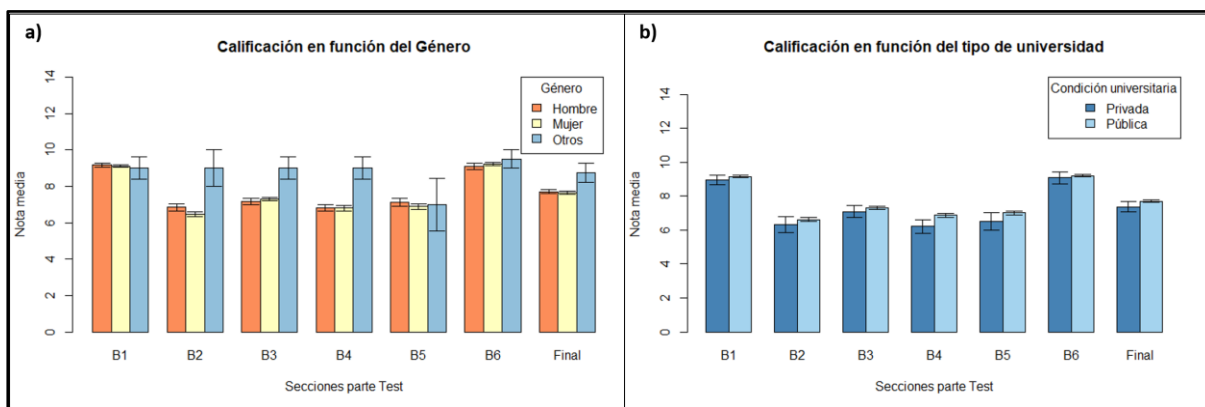 a)
Calificación en función del Género
Nota media
14
12
10
8
6
4
2
0
Género
Hombre
Mujer
Otros
B1 B2 B3 B4 B5 B6 Final
Secciones parte Test
b)
Calificación en función del tipo de universidad
Nota media
14
12
10
8
6
4
2
0
Condición universitaria
Privada
Pública
B1 B2 B3 B4 B5 B6 Final
Secciones parte Test